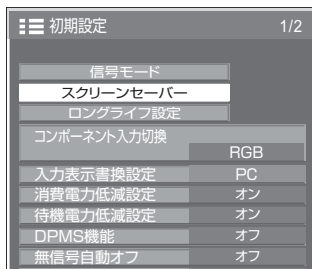 初期設定 1/2
信号モード
スクリーンセーバー
ロングライフ設定
コンポーネント入力切換
RGB
入力表示書換設定 PC
消費電力低減設定 オン
待機電力低減設定 オン
DPMS機能 オフ
無信号自動オフ オフ